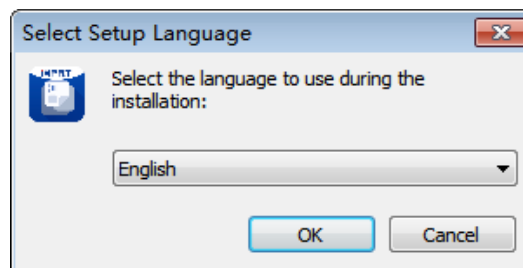 Select Setup Language
Select the language to use during the
installation:
English
OK
Cancel